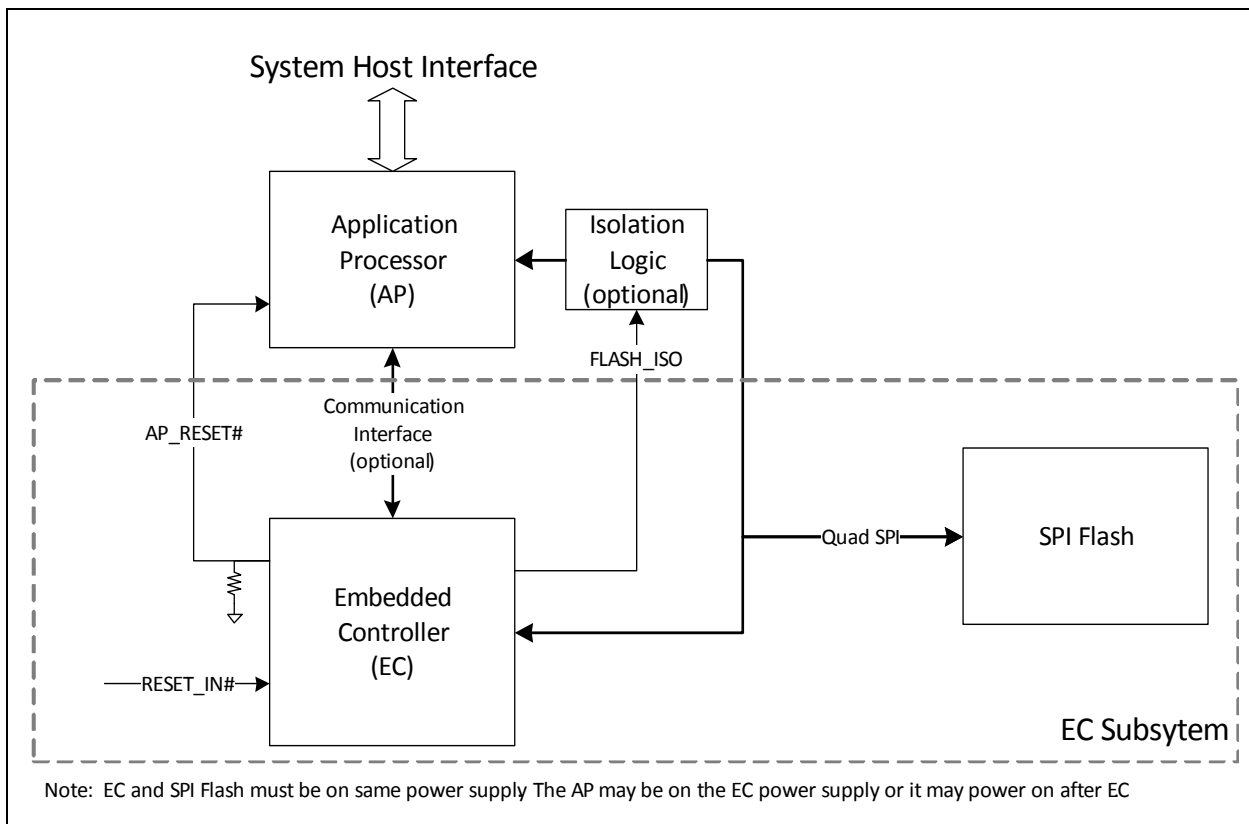 System Host Interface
Application
Processor
(AP)
Isolation
Logic
(optional)
FLASH_ISO
AP_RESET#
Communication
Interface
(optional)
Quad SPI
SPI Flash
Embedded
Controller
(EC)
RESET_IN#
EC Subsytem
Note: EC and SPI Flash must be on same power supply The AP may be on the EC power supply or it may power on after EC